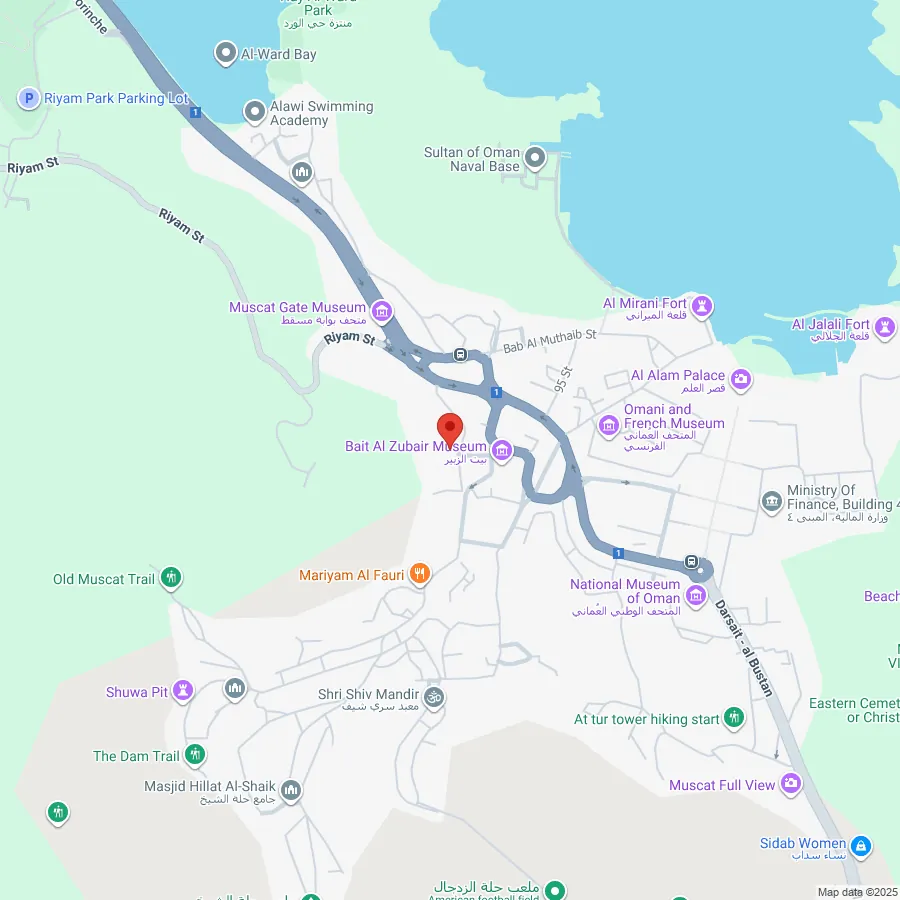 Park
منتزة حي الورد
Al-Ward Bay
Riyam Park Parking Lot
1
P
Alawi Swimming
Academy
Sultan of Oman
Naval Base
Riyam St
Riyam St
Muscat Gate Museum
متحف بوابة مسقط
Riyam St
Al Mirani Fort
قلعة الميراني
Al Jalali Fort
قلعة الجلالي
Bab Al Muthaib St
95 St
Al Alam Palace
قصر العلم
1
Omani and
French Museum
المتحف العماني
الفرنسي
Bait Al Zubair Museum
بيت الزبير
Ministry Of
Finance, Building 4
وزارة المالية، المبنى ٤
1
Old Muscat Trail
Mariyam Al Fauri
National Museum
of Oman
المتحف الوطني العُماني
Beach
Darsait - al Bustan
Shuwa Pit
Shri Shiv Mandir
معبد سري شيف
At tur tower hiking start
Eastern Cemet
or Christ
The Dam Trail
Masjid Hillat Al-Shaik
جامع حلة الشيخ
Muscat Full View
Sidab Women
نساء سداب
ملعب حلة الزدجال
American football field
Map data ©2025